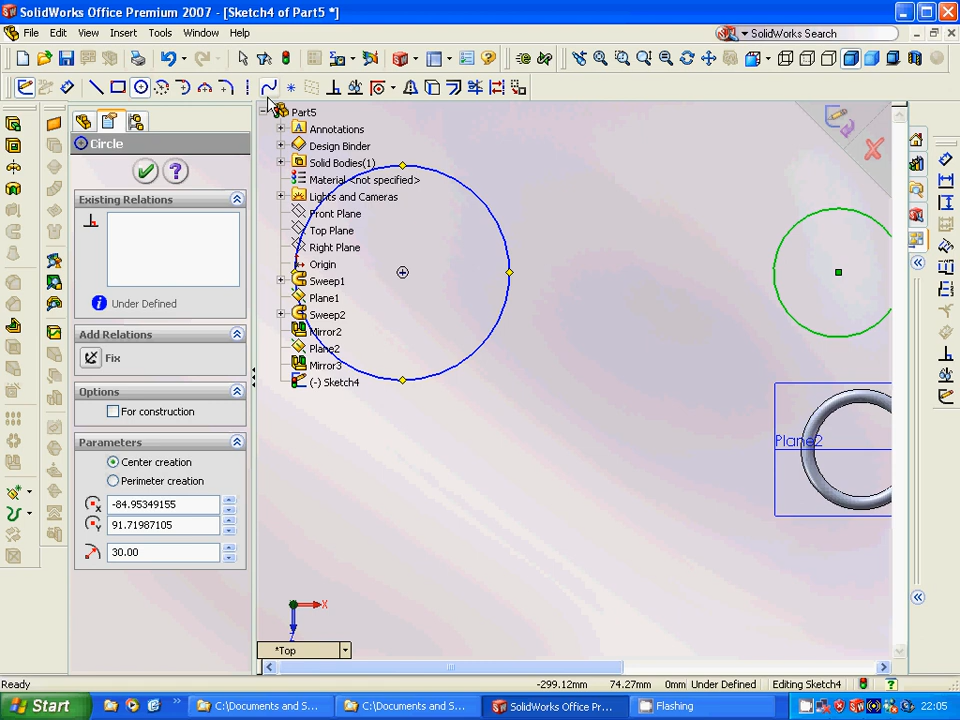 SolidWorks Office Premium 2007 - [Sketch4 of Part5 *]
File Edit View Insert Tools Window Help
SolidWorks Search
Circle
Existing Relations
Under Defined
Add Relations
Fix
Options
For construction
Parameters
Center creation
Perimeter creation
-84.95349155
91.71987105
30.00
Part5
Annotations
Design Binder
Solid Bodies(1)
Material <not specified>
Lights and Cameras
Front Plane
Top Plane
Right Plane
Origin
Sweep1
Plane1
Sweep2
Mirror2
Plane2
Mirror3
(-) Sketch4
Plane2
X
Z
*Top
Ready -299.12mm 74.27mm 0mm Under Defined Editing Sketch4
Start C:\Documents and S... C:\Documents and S... SolidWorks Office Pr... Flashing 22:05